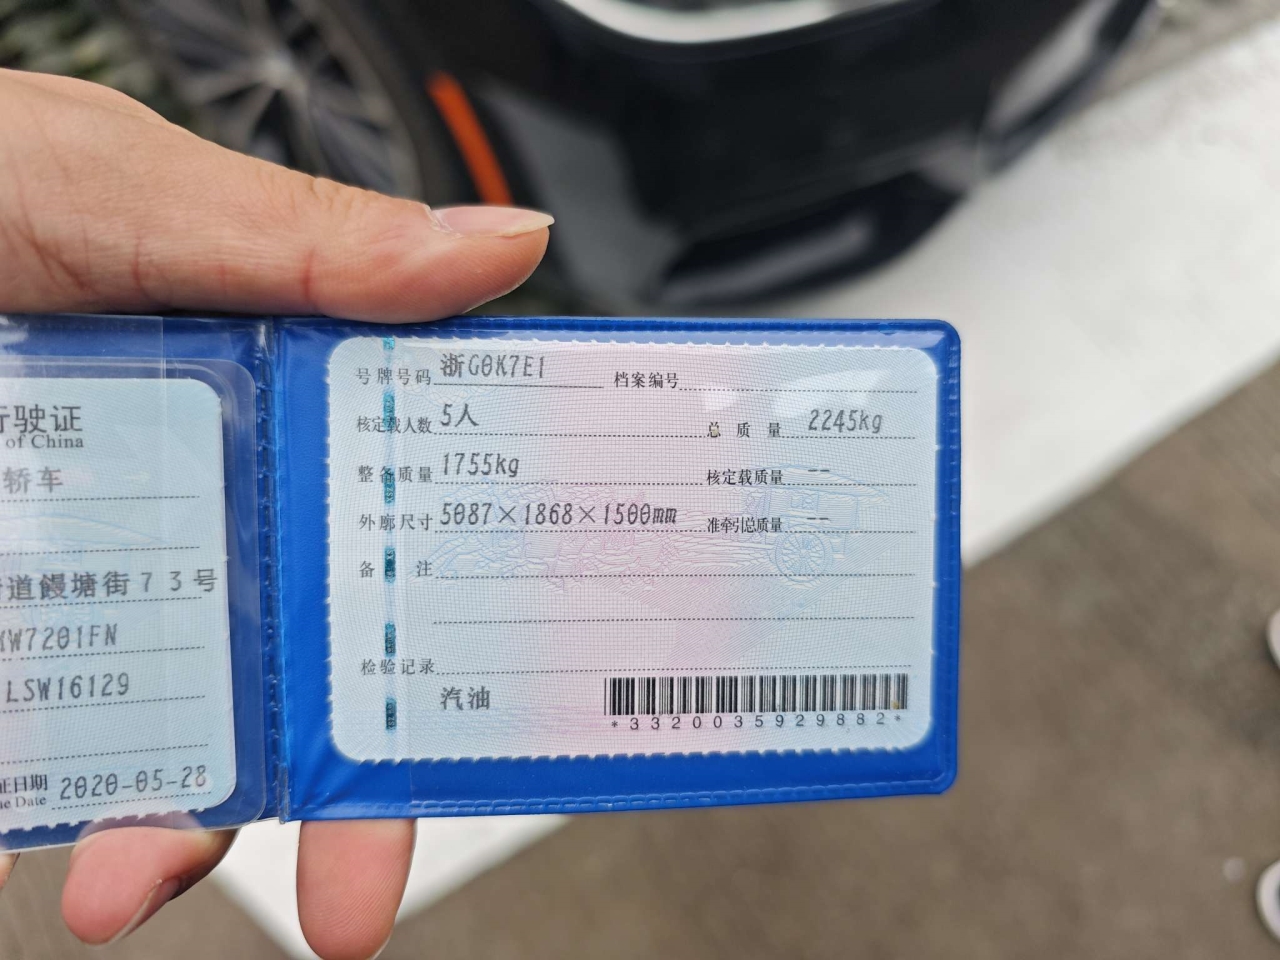 行驶证
of China
轿车
道馒塘街73号
KW7201FN
LSW16129
证日期 2020-05-28
ue Date
号牌号码 浙G0K7E1 档案编号
核定载人数 5人 总质量 2245kg
整备质量 1755kg 核定载质量 --
外廓尺寸 5087×1868×1500mm 准牵引总质量 --
备注
检验记录
汽油
*3320035929882*